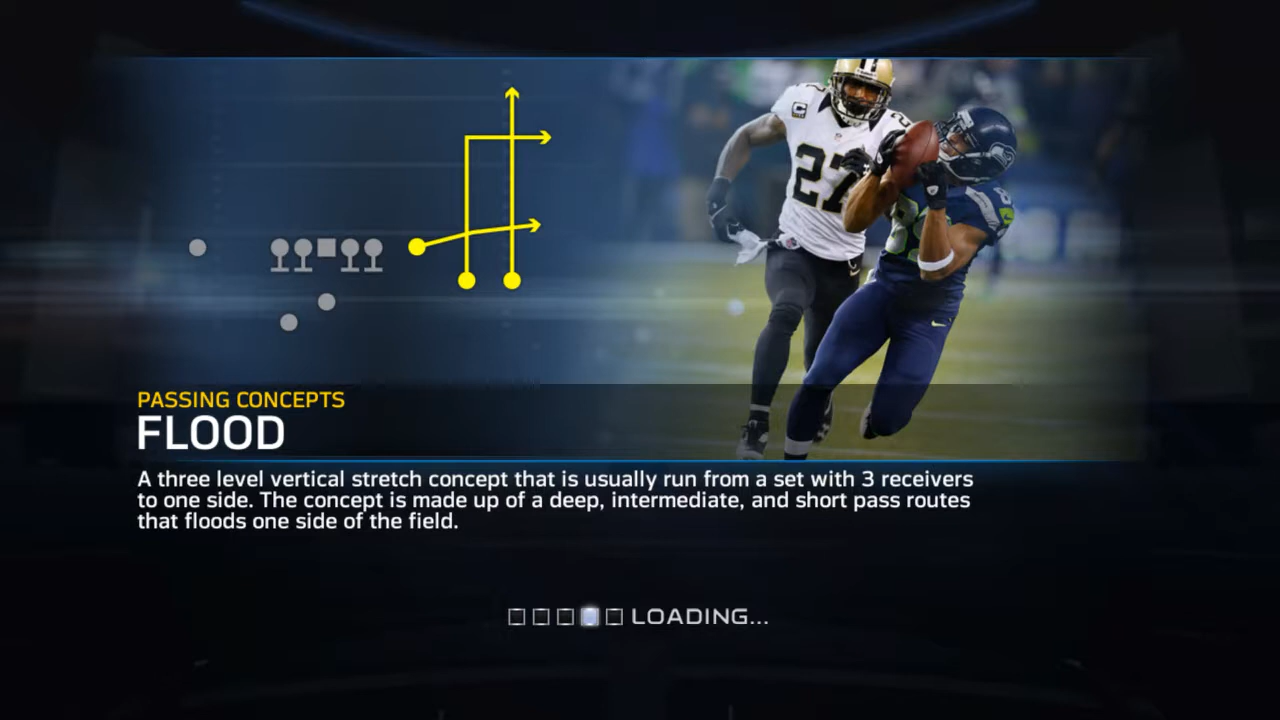 27
PASSING CONCEPTS
FLOOD
A three level vertical stretch concept that is usually run from a set with 3 receivers
to one side. The concept is made up of a deep, intermediate, and short pass routes
that floods one side of the field.
LOADING...